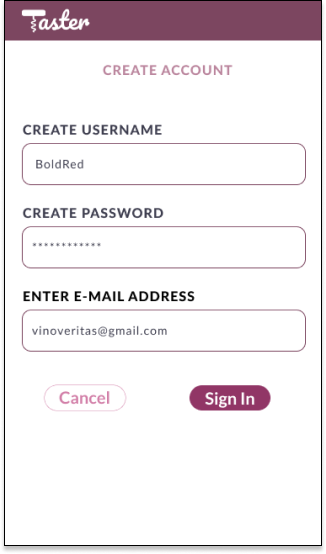 Taster
CREATE ACCOUNT
CREATE USERNAME
BoldRed
CREATE PASSWORD
************
ENTER E-MAIL ADDRESS
vinoveritas@gmail.com
Cancel Sign In